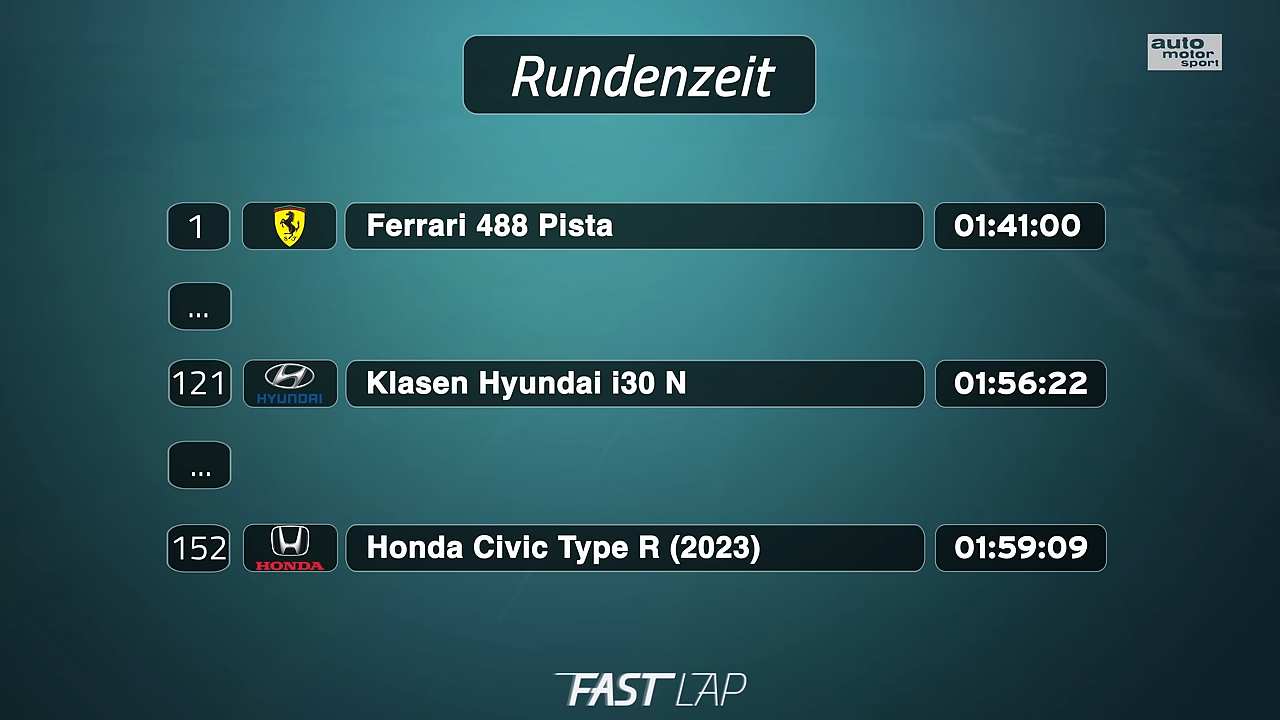 Rundenzeit
auto
motor
sport
1 Ferrari 488 Pista 01:41:00
...
121 HYUNDAI Klasen Hyundai i30 N 01:56:22
...
152 HONDA Honda Civic Type R (2023) 01:59:09
FAST LAP